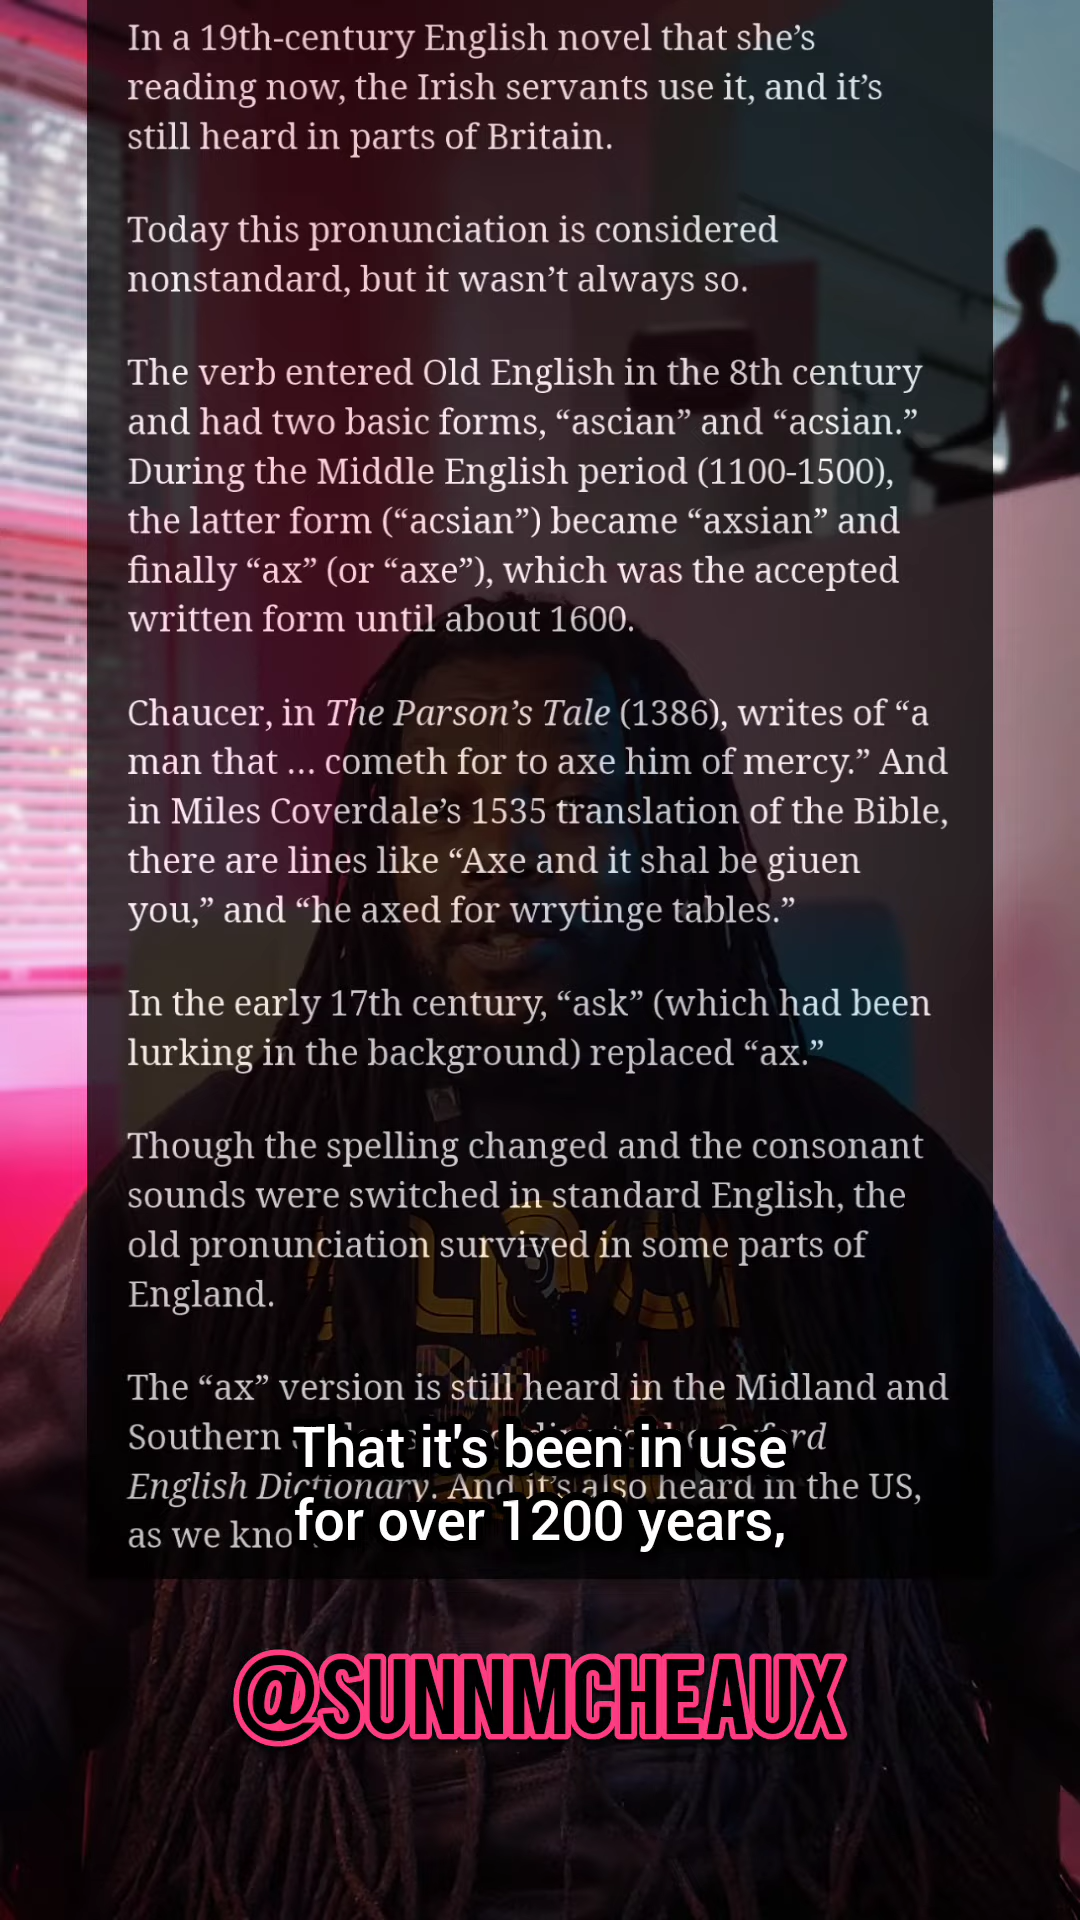 In a 19th-century English novel that she’s
reading now, the Irish servants use it, and it’s
still heard in parts of Britain.
Today this pronunciation is considered
nonstandard, but it wasn’t always so.
The verb entered Old English in the 8th century
and had two basic forms, “ascian” and “acsian.”
During the Middle English period (1100-1500),
the latter form (“acsian”) became “axsian” and
finally “ax” (or “axe”), which was the accepted
written form until about 1600.
Chaucer, in The Parson’s Tale (1386), writes of “a
man that … cometh for to axe him of mercy.” And
in Miles Coverdale’s 1535 translation of the Bible,
there are lines like “Axe and it shal be giuen
you,” and “he axed for wrytinge tables.”
In the early 17th century, “ask” (which had been
lurking in the background) replaced “ax.”
Though the spelling changed and the consonant
sounds were switched in standard English, the
old pronunciation survived in some parts of
England.
The “ax” version is still heard in the Midland and
Southern
That it's been in use
English Dictionary. And it’s also heard in the US,
as we
for over 1200 years,
@SUNNMCHEAUX